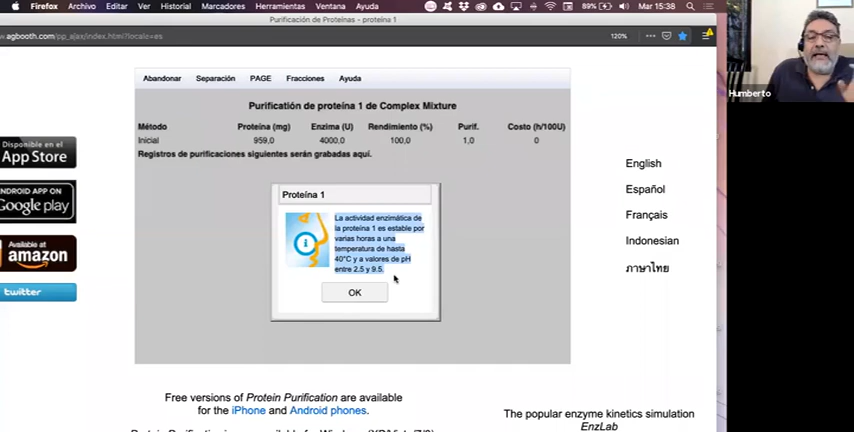 Firefox Archivo Editar Ver Historial Marcadores Herramientas Ventana Ayuda 89% Mar 15:38
Purificación de Proteínas - proteína 1
ww.agbooth.com/pp_ajax/index.html?locale=es
120%
Humberto
Abandonar Separación PAGE Fracciones Ayuda
Purificatión de proteína 1 de Complex Mixture
Método Proteína (mg) Enzima (U) Rendimiento (%) Purif. Costo (h/100U)
Inicial 959,0 4000,0 100,0 1,0 0
Registros de purificaciones siguientes serán grabadas aquí.
Proteína 1
La actividad enzimática de
la proteína 1 es estable por
varias horas a una
temperatura de hasta
40°C y a valores de pH
entre 2.5 y 9.5.
OK
Disponible en el
App Store
ANDROID APP ON
Google play
Available at
amazon
twitter
English
Español
Français
Indonesian
ภาษาไทย
Free versions of Protein Purification are available
for the iPhone and Android phones.
The popular enzyme kinetics simulation
EnzLab